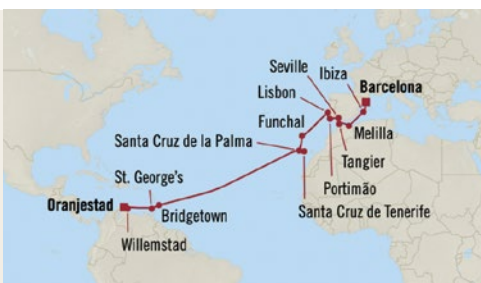 Seville
Ibiza
Barcelona
Lisbon
Funchal
Melilla
Santa Cruz de la Palma
Tangier
St. George's
Portimão
Oranjestad
Bridgetown
Santa Cruz de Tenerife
Willemstad